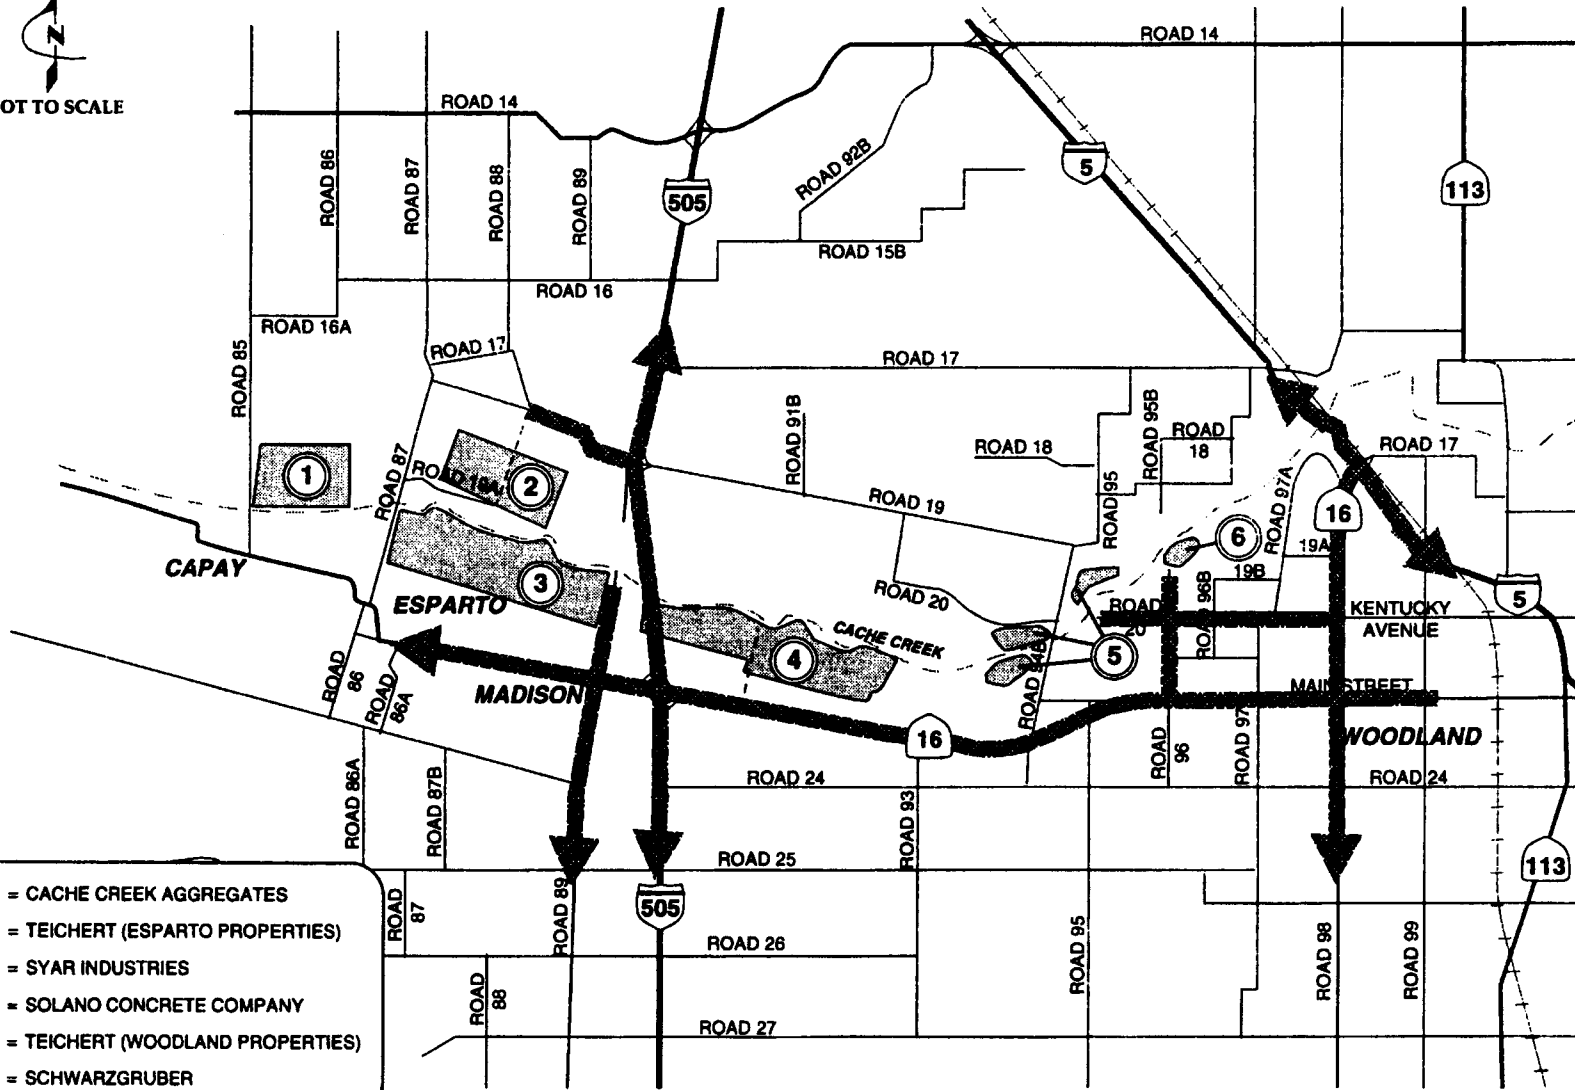 N
OT TO SCALE
ROAD 14
ROAD 14
5
113
505
ROAD 86
ROAD 87
ROAD 88
ROAD 89
ROAD 92B
ROAD 15B
ROAD 16
ROAD 16A
ROAD 85
ROAD 17
ROAD 17
ROAD 91B
ROAD 18
ROAD 95B
ROAD
18
ROAD 17
ROAD 87
ROAD 19A
1
2
3
4
5
6
ROAD 19
ROAD 95
ROAD 97A
16
19A
19B
CAPAY
ESPARTO
ROAD 20
CACHE CREEK
ROAD
20
ROAD 96B
KENTUCKY
AVENUE
5
ROAD 94B
ROAD
86
ROAD
86A
MADISON
16
MAIN STREET
WOODLAND
ROAD
96
ROAD 97
ROAD 24
ROAD 24
ROAD 86A
ROAD 87B
ROAD 93
ROAD 25
113
505
ROAD
87
ROAD 89
ROAD 26
ROAD
88
ROAD 95
ROAD 98
ROAD 99
ROAD 27
= CACHE CREEK AGGREGATES
= TEICHERT (ESPARTO PROPERTIES)
= SYAR INDUSTRIES
= SOLANO CONCRETE COMPANY
= TEICHERT (WOODLAND PROPERTIES)
= SCHWARZGRUBER